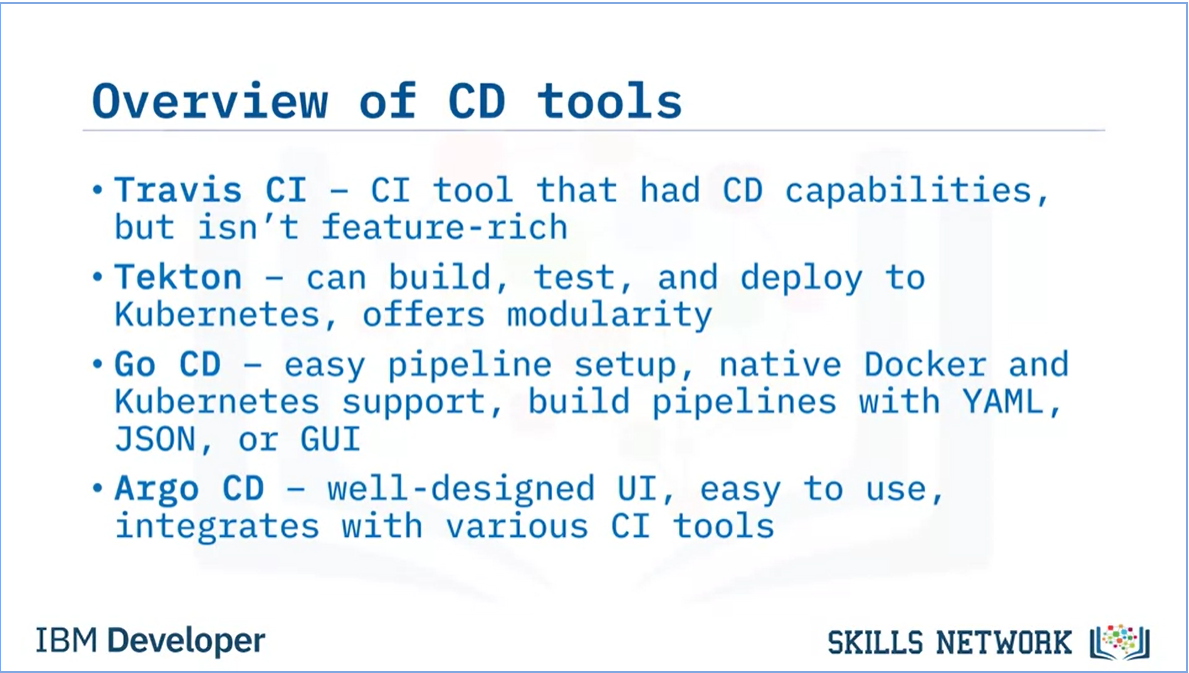 Overview of CD tools
• Travis CI – CI tool that had CD capabilities,
but isn’t feature-rich
• Tekton – can build, test, and deploy to
Kubernetes, offers modularity
• Go CD – easy pipeline setup, native Docker and
Kubernetes support, build pipelines with YAML,
JSON, or GUI
• Argo CD – well-designed UI, easy to use,
integrates with various CI tools
IBM Developer
SKILLS NETWORK